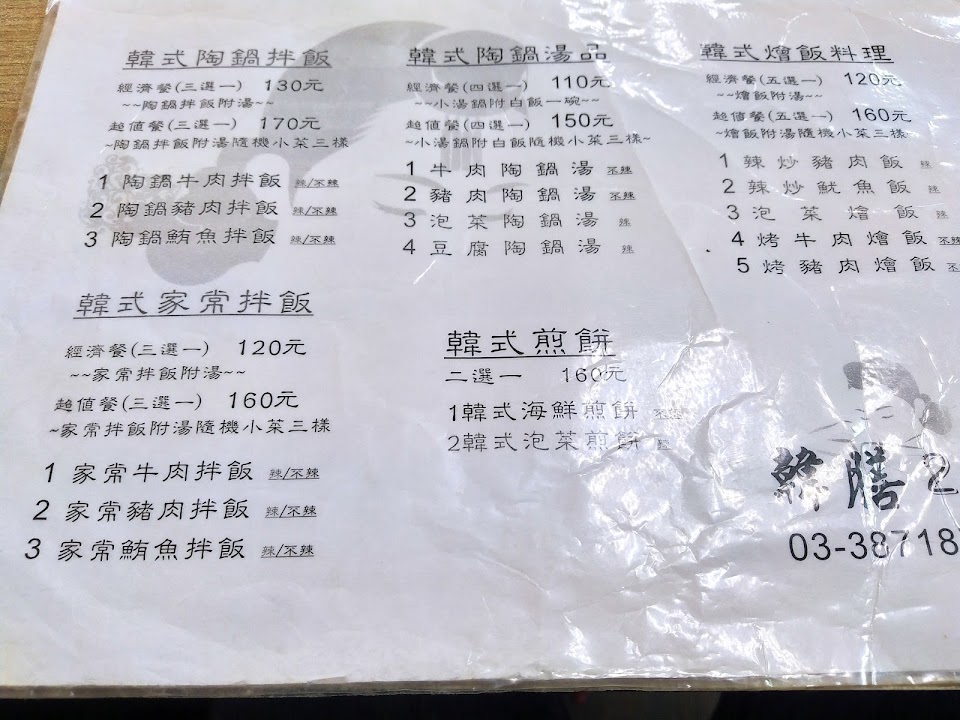 韓式陶鍋拌飯
經濟餐(三選一) 130元
~~陶鍋拌飯附湯~~
超值餐(三選一) 170元
~陶鍋拌飯附湯隨機小菜三樣
1 陶鍋牛肉拌飯 辣/不辣
2 陶鍋豬肉拌飯 辣/不辣
3 陶鍋鮪魚拌飯 辣/不辣
韓式家常拌飯
經濟餐(三選一) 120元
~~家常拌飯附湯~~
超值餐(三選一) 160元
~家常拌飯附湯隨機小菜三樣
1 家常牛肉拌飯 辣/不辣
2 家常豬肉拌飯 辣/不辣
3 家常鮪魚拌飯 辣/不辣
韓式陶鍋湯品
經濟餐(四選一) 110元
~~小湯鍋附白飯一碗~~
超值餐(四選一) 150元
~小湯鍋附白飯隨機小菜三樣~
1 牛肉陶鍋湯 不辣
2 豬肉陶鍋湯 不辣
3 泡菜陶鍋湯 辣
4 豆腐陶鍋湯 辣
韓式煎餅
二選一 160元
1韓式海鮮煎餅 不辣
2韓式泡菜煎餅 辣
韓式燴飯料理
經濟餐(五選一) 120元
~~燴飯附湯~~
超值餐(五選一) 160元
~燴飯附湯隨機小菜三樣
1 辣炒豬肉飯 辣
2 辣炒魷魚飯 辣
3 泡菜燴飯 辣
4 烤牛肉燴飯 不辣
5 烤豬肉燴飯 不
韓膳2
03-38718